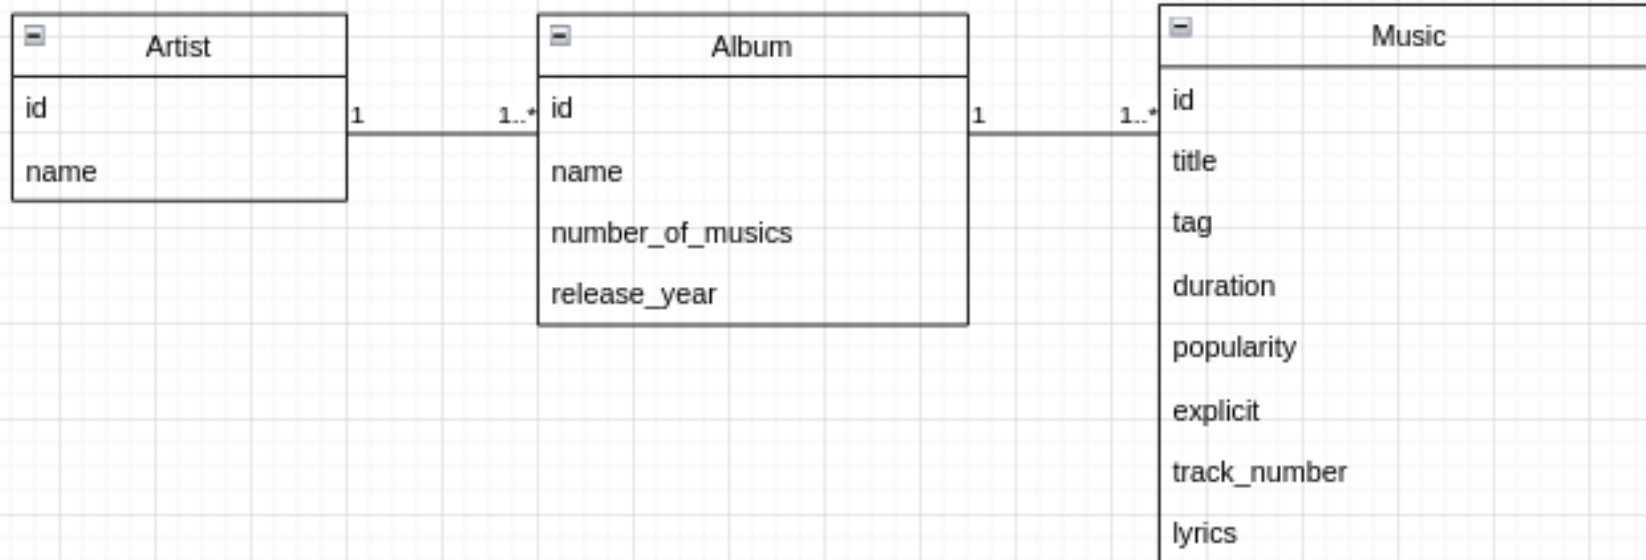 Artist
id
name
1
1..*
Album
id
name
number_of_musics
release_year
1
1..*
Music
id
title
tag
duration
popularity
explicit
track_number
lyrics